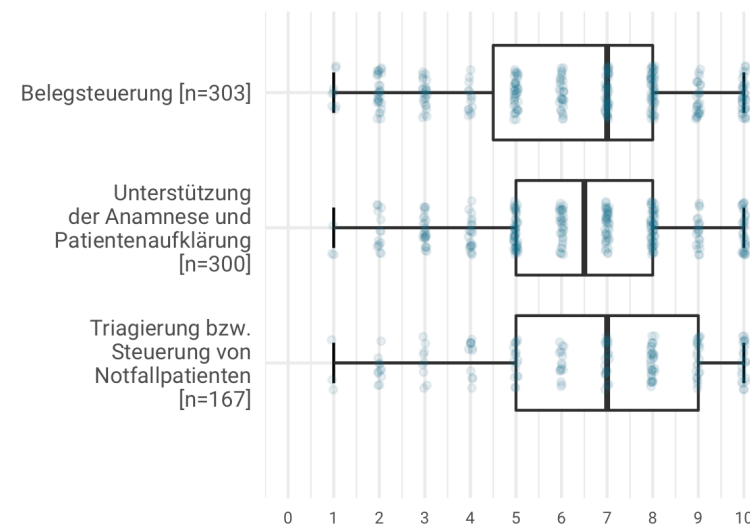 Belegsteuerung [n=303]
Unterstützung
der Anamnese und
Patientenaufklärung
[n=300]
Triagierung bzw.
Steuerung von
Notfallpatienten
[n=167]
0 1 2 3 4 5 6 7 8 9 10